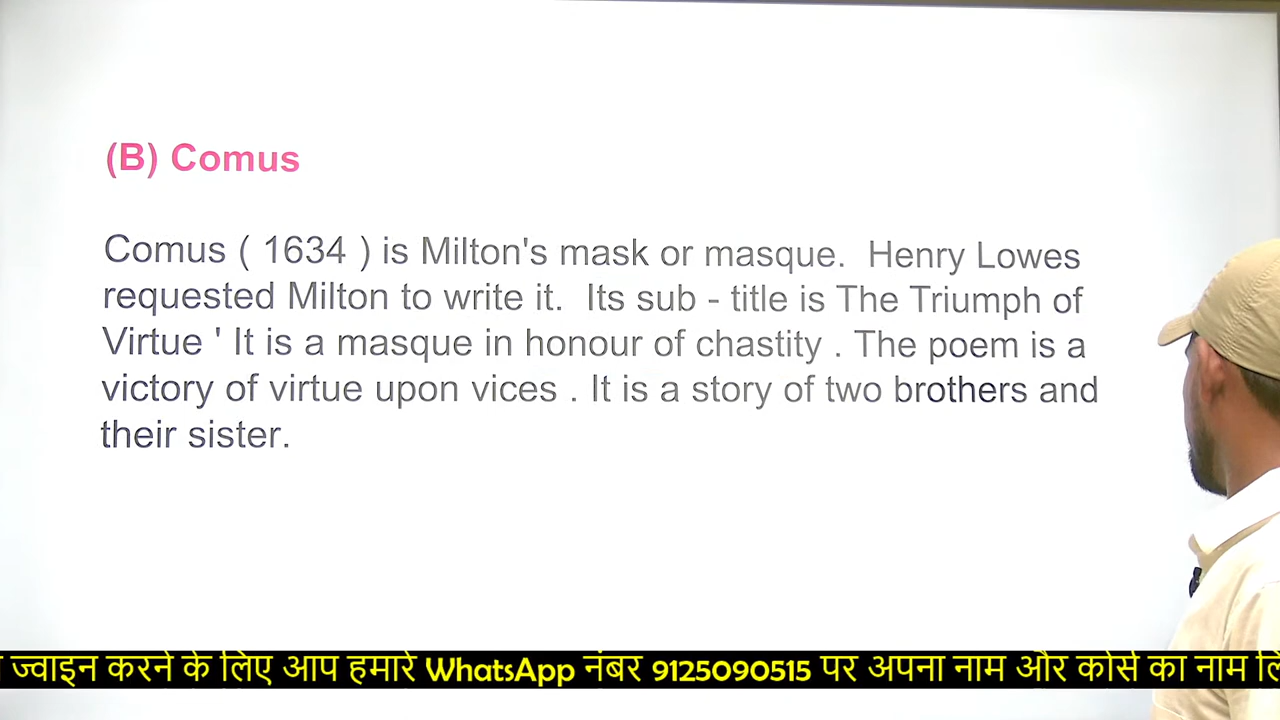 (B) Comus
Comus ( 1634 ) is Milton's mask or masque. Henry Lowes
requested Milton to write it. Its sub - title is The Triumph of
Virtue ' It is a masque in honour of chastity . The poem is a
victory of virtue upon vices . It is a story of two brothers and
their sister.
ज्वाइन करने के लिए आप हमारे WhatsApp नंबर 9125090515 पर अपना नाम और कोर्स का नाम